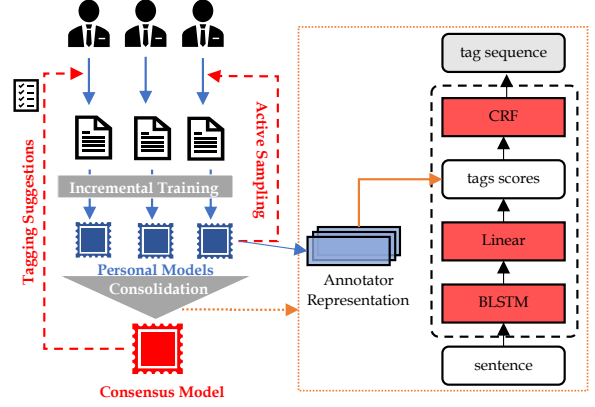 Tagging Suggestions
Active Sampling
Incremental Training
Personal Models
Consolidation
Consensus Model
Annotator
Representation
tag sequence
CRF
tags scores
Linear
BLSTM
sentence